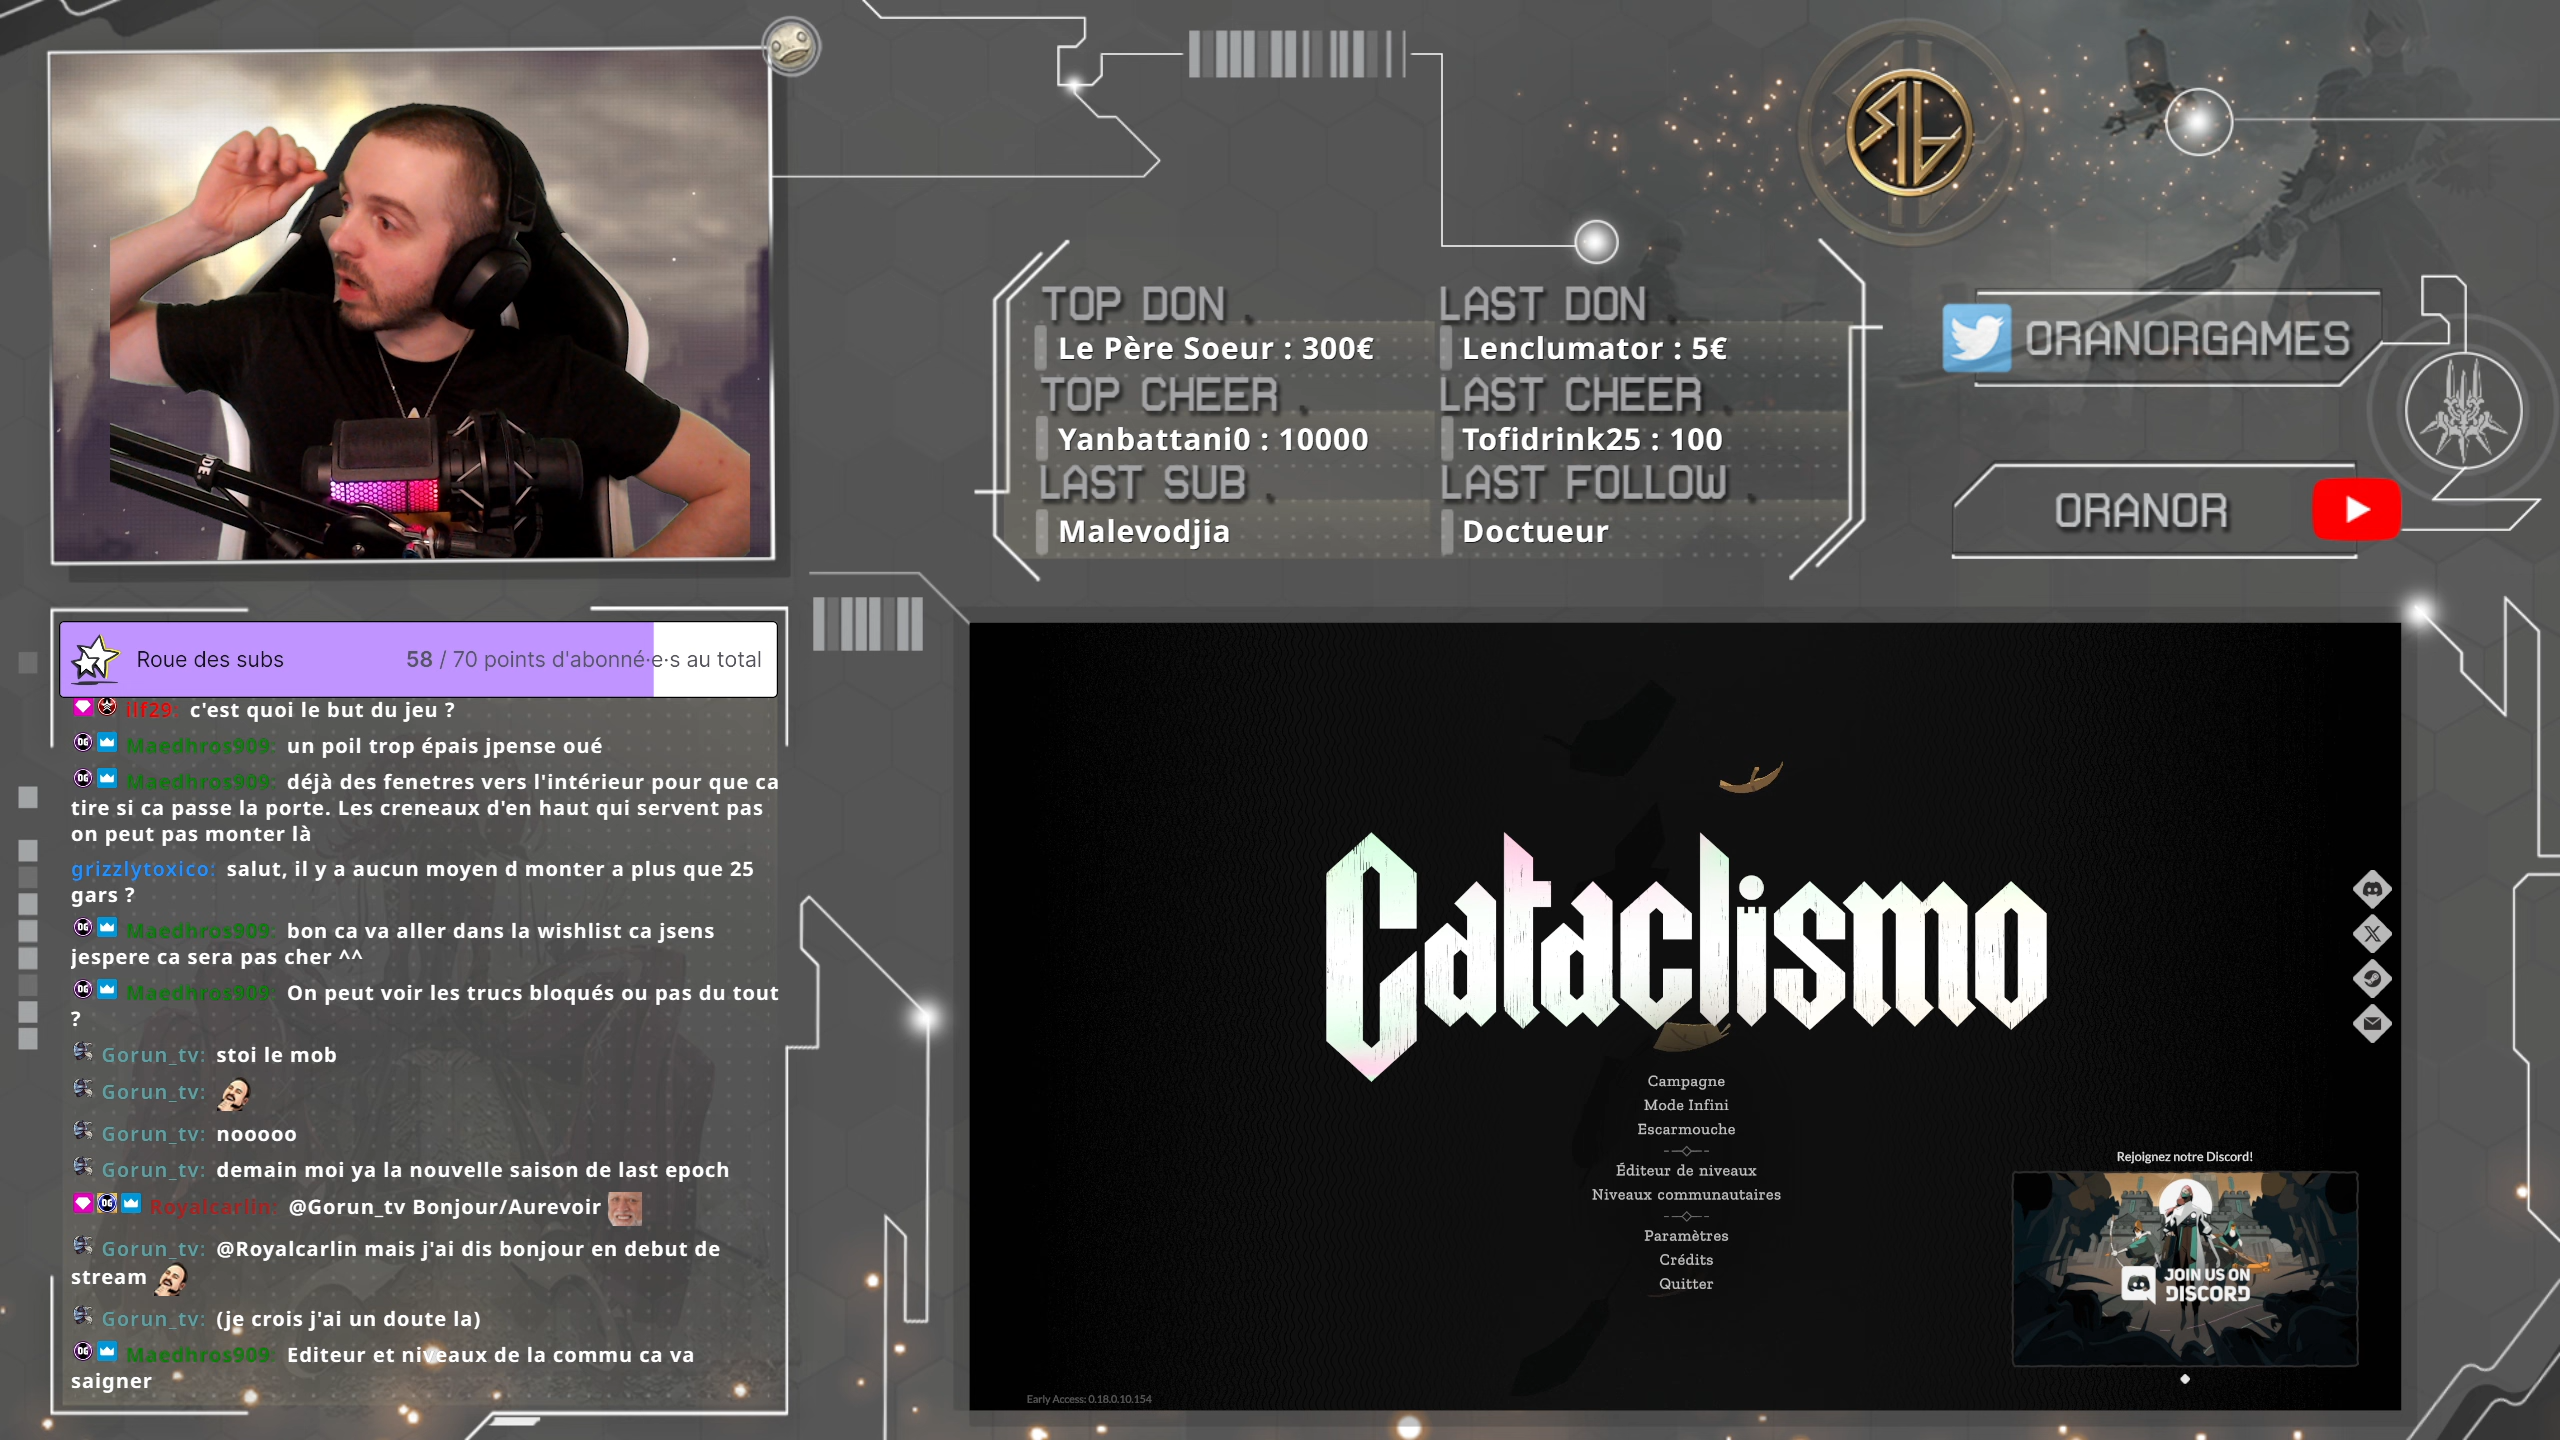 TOP DON
Le Père Soeur : 300€
LAST DON
Lenclumator : 5€
TOP CHEER
Yanbattani0 : 10000
LAST CHEER
Tofidrink25 : 100
LAST SUB
Malevodjia
LAST FOLLOW
Doctueur
ORANORGAMES
ORANOR
Roue des subs
58 / 70 points d'abonné·e·s au total
ilf29: c'est quoi le but du jeu ?
Maedhros909: un poil trop épais jpense oué
Maedhros909: déjà des fenetres vers l'intérieur pour que ca
tire si ca passe la porte. Les creneaux d'en haut qui servent pas
on peut pas monter là
grizzlytoxico: salut, il y a aucun moyen d monter a plus que 25
gars ?
Maedhros909: bon ca va aller dans la wishlist ca jsens
jespere ca sera pas cher ^^
Maedhros909: On peut voir les trucs bloqués ou pas du tout
?
Gorun_tv: stoi le mob
Gorun_tv:
Gorun_tv: nooooo
Gorun_tv: demain moi ya la nouvelle saison de last epoch
Royalcarlin: @Gorun_tv Bonjour/Aurevoir
Gorun_tv: @Royalcarlin mais j'ai dis bonjour en debut de
stream
Gorun_tv: (je crois j'ai un doute la)
Maedhros909: Editeur et niveaux de la commu ca va
saigner
Cataclismo
Campagne
Mode Infini
Escarmouche
Éditeur de niveaux
Niveaux communautaires
Paramètres
Crédits
Quitter
Rejoignez notre Discord!
JOIN US ON
DISCORD
Early Access: 0.18.0.10.154